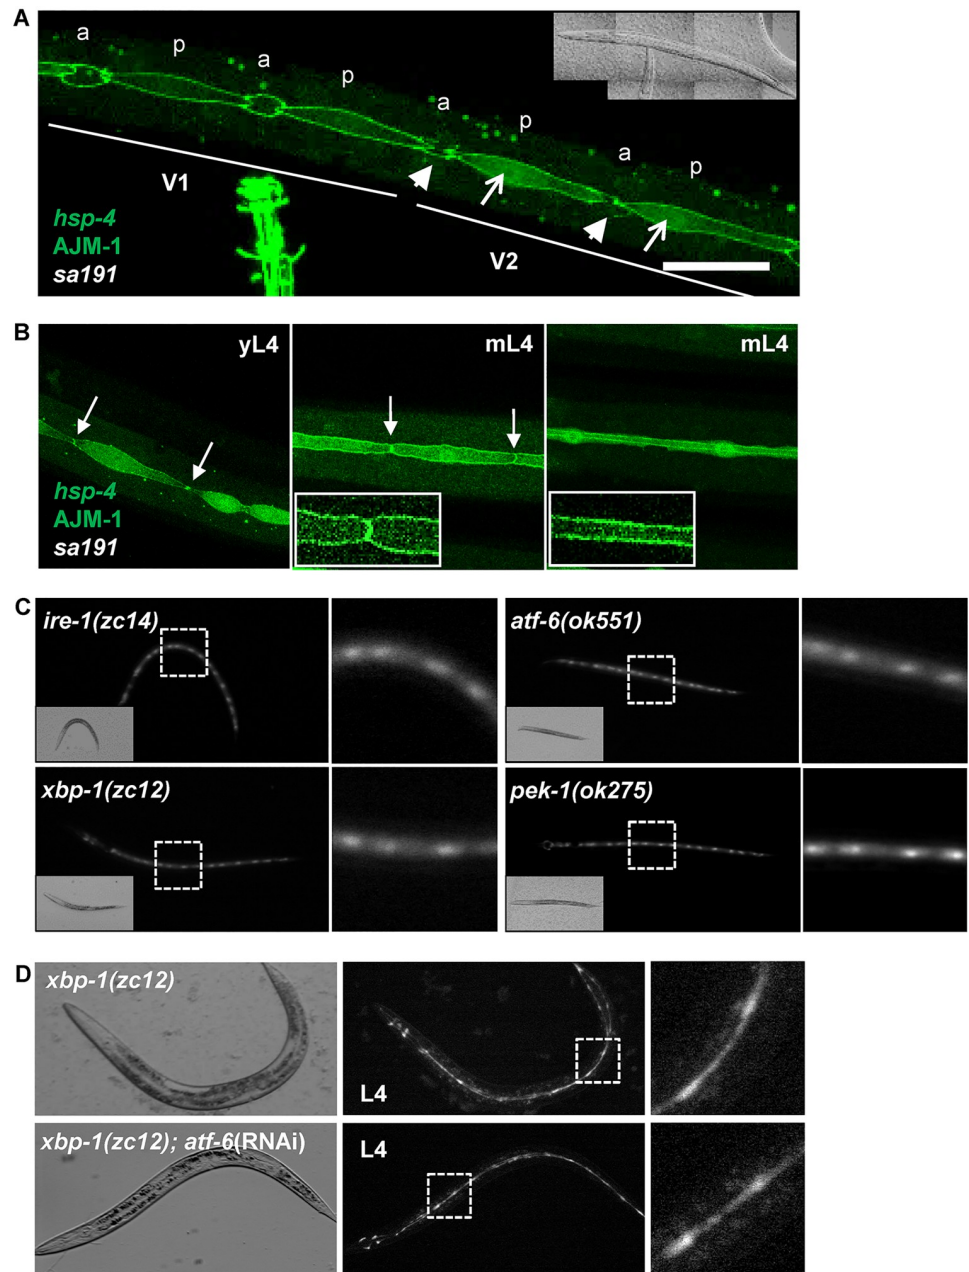 A
a
p
a
p
a
p
a
p
V1
V2
hsp-4
AJM-1
sa191
B
yL4
mL4
mL4
hsp-4
AJM-1
sa191
C
ire-1(zc14)
atf-6(ok551)
xbp-1(zc12)
pek-1(ok275)
D
xbp-1(zc12)
L4
xbp-1(zc12); atf-6(RNAi)
L4